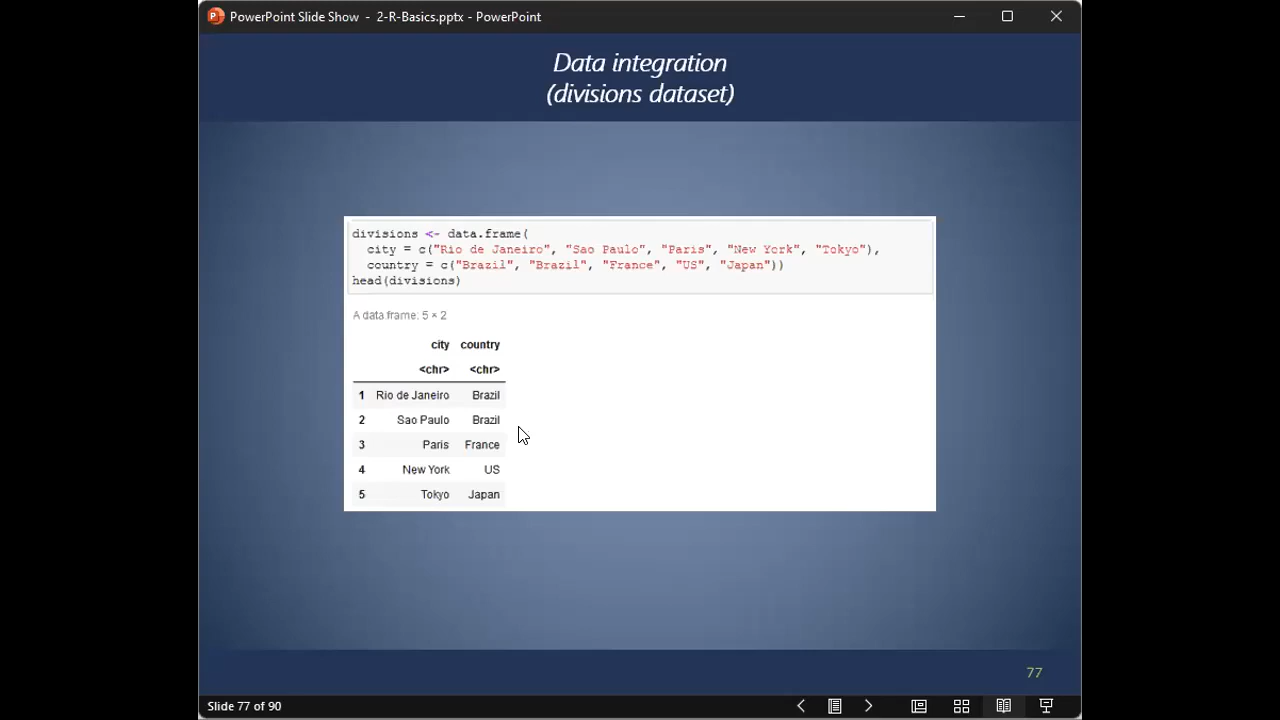 PowerPoint Slide Show - 2-R-Basics.pptx - PowerPoint
Data integration
(divisions dataset)
divisions <- data.frame(
city = c("Rio de Janeiro", "Sao Paulo", "Paris", "New York", "Tokyo"),
country = c("Brazil", "Brazil", "France", "US", "Japan"))
head(divisions)
A data frame: 5 × 2
city country
<chr> <chr>
1 Rio de Janeiro Brazil
2 Sao Paulo Brazil
3 Paris France
4 New York US
5 Tokyo Japan
77
Slide 77 of 90